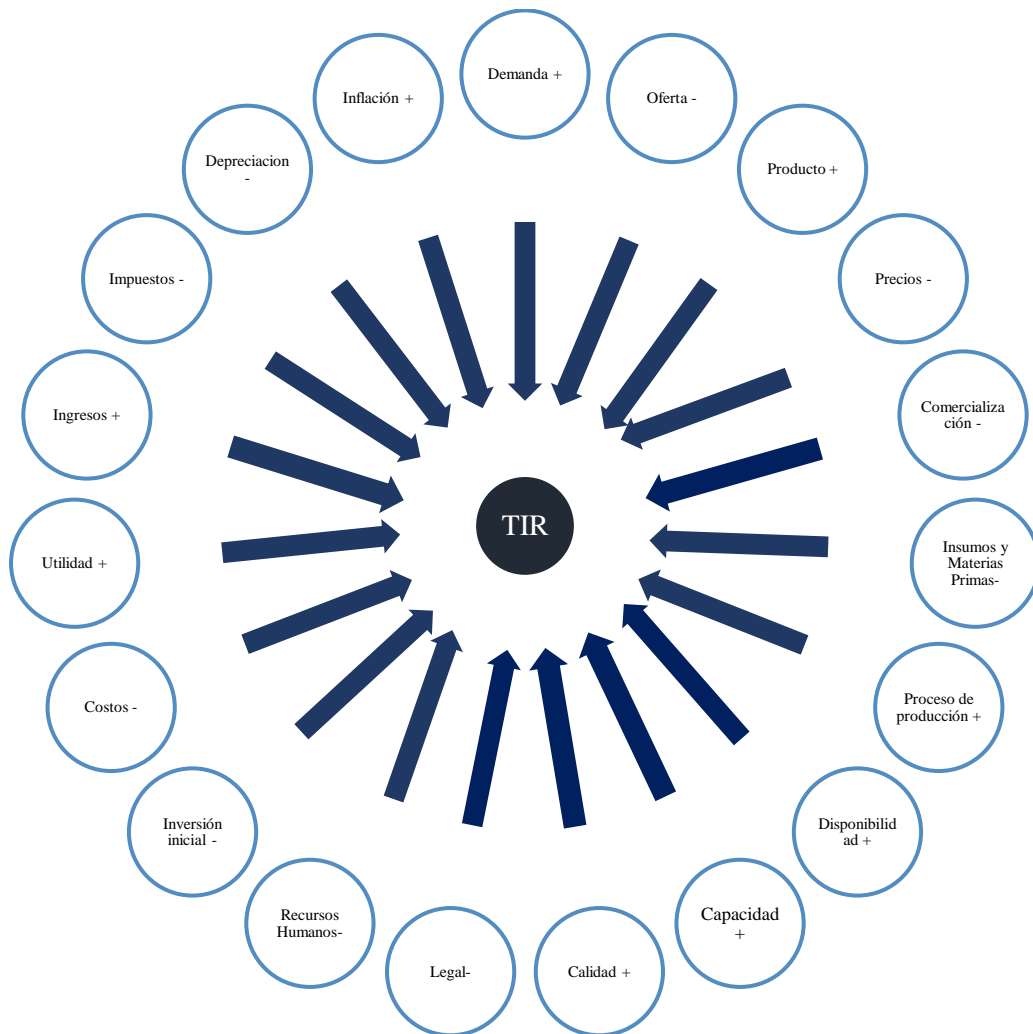 Demanda +
Oferta -
Producto +
Precios -
Comercializa
ción -
Insumos y
Materias
Primas-
Proceso de
producción +
Disponibilid
ad +
Capacidad
+
Calidad +
Legal-
Recursos
Humanos-
Inversión
inicial -
Costos -
Utilidad +
Ingresos +
Impuestos -
Depreciacion
-
Inflación +
TIR